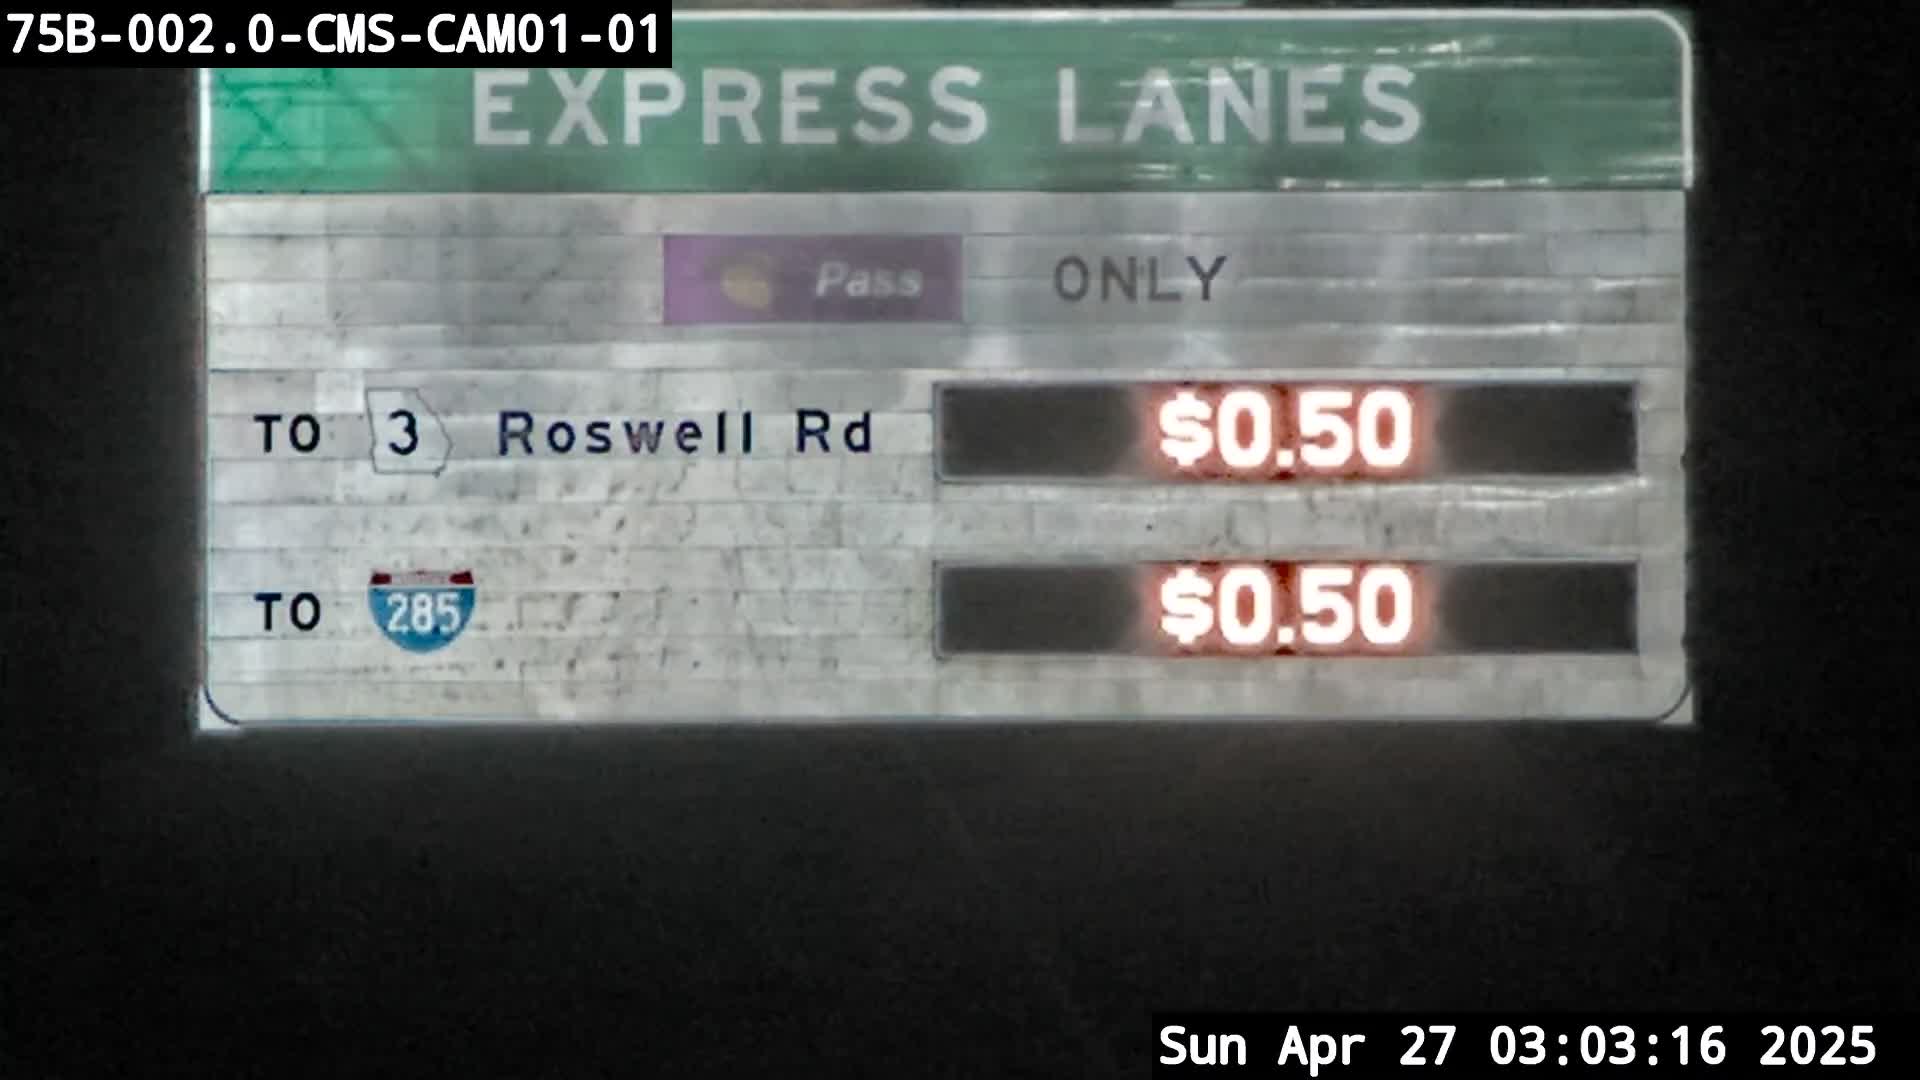 75B-002.0-CMS-CAM01-01
EXPRESS LANES
Pass ONLY
TO 3 Roswell Rd $0.50
TO 285 $0.50
Sun Apr 27 03:03:16 2025